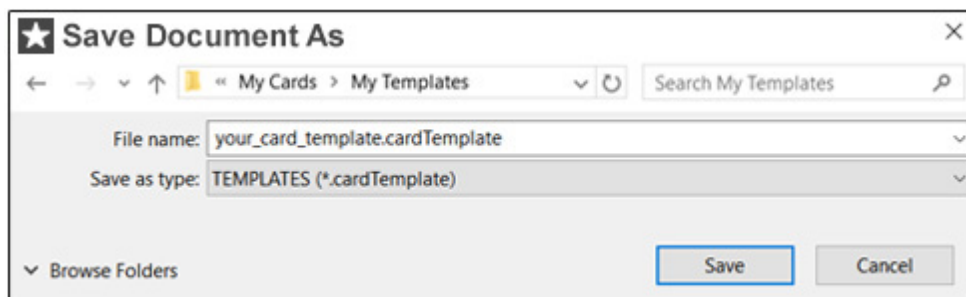 Save Document As
« My Cards > My Templates
Search My Templates
File name: your_card_template.cardTemplate
Save as type: TEMPLATES (*.cardTemplate)
Browse Folders
Save
Cancel